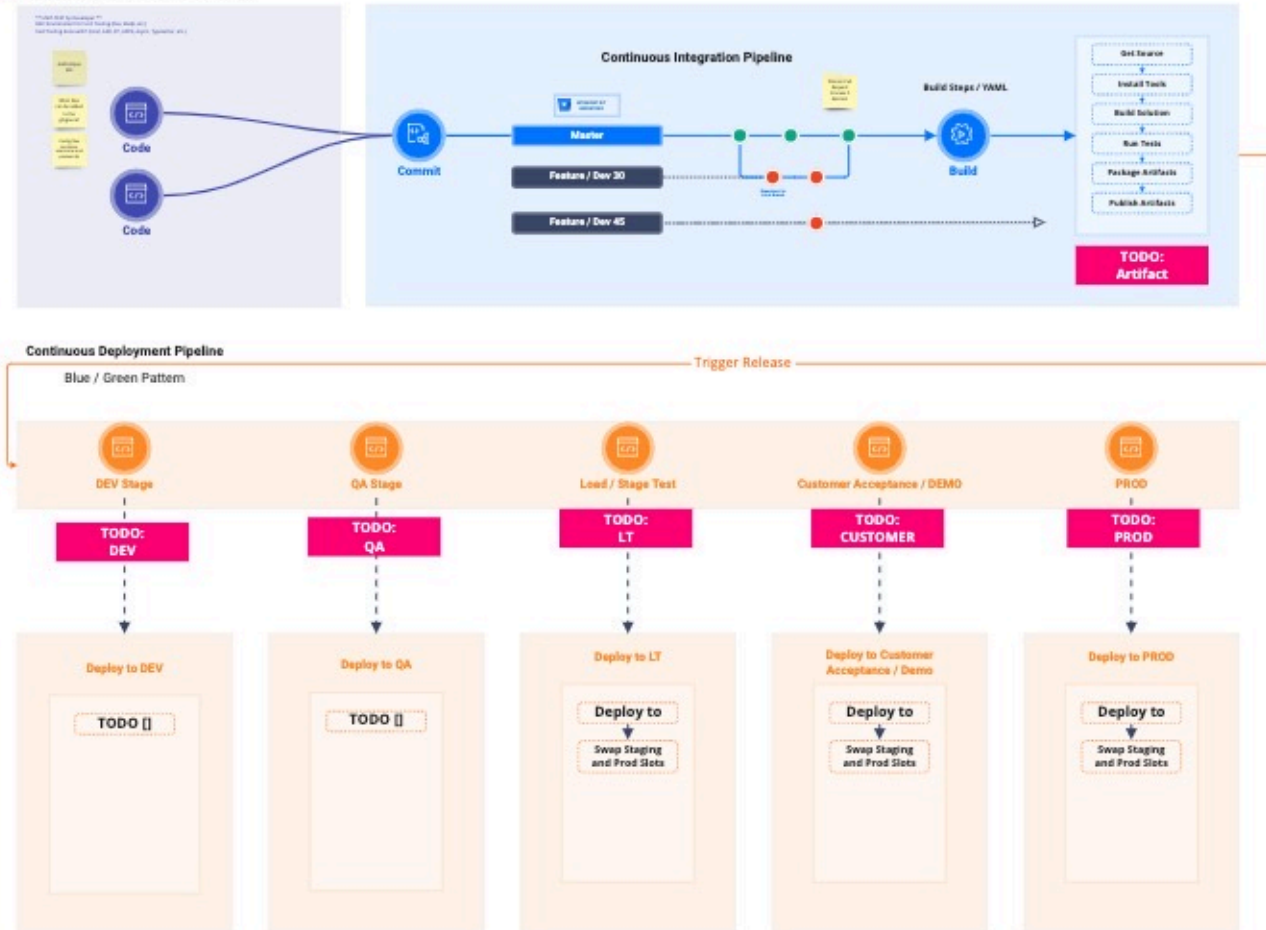 Continuous Integration Pipeline
Build Steps / YAML
Code
Code
Commit
Master
Feature / Dev 30
Feature / Dev 45
Build
Get Source
Install Tools
Build Solution
Run Tests
Package Artifacts
Publish Artifacts
TODO:
Artifact
Continuous Deployment Pipeline
Blue / Green Pattern
Trigger Release
DEV Stage
QA Stage
Load / Stage Test
Customer Acceptance / DEMO
PROD
TODO:
DEV
TODO:
QA
TODO:
LT
TODO:
CUSTOMER
TODO:
PROD
Deploy to DEV
TODO []
Deploy to QA
TODO []
Deploy to LT
Deploy to
Swap Staging
and Prod Slots
Deploy to Customer
Acceptance / Demo
Deploy to
Swap Staging
and Prod Slots
Deploy to PROD
Deploy to
Swap Staging
and Prod Slots